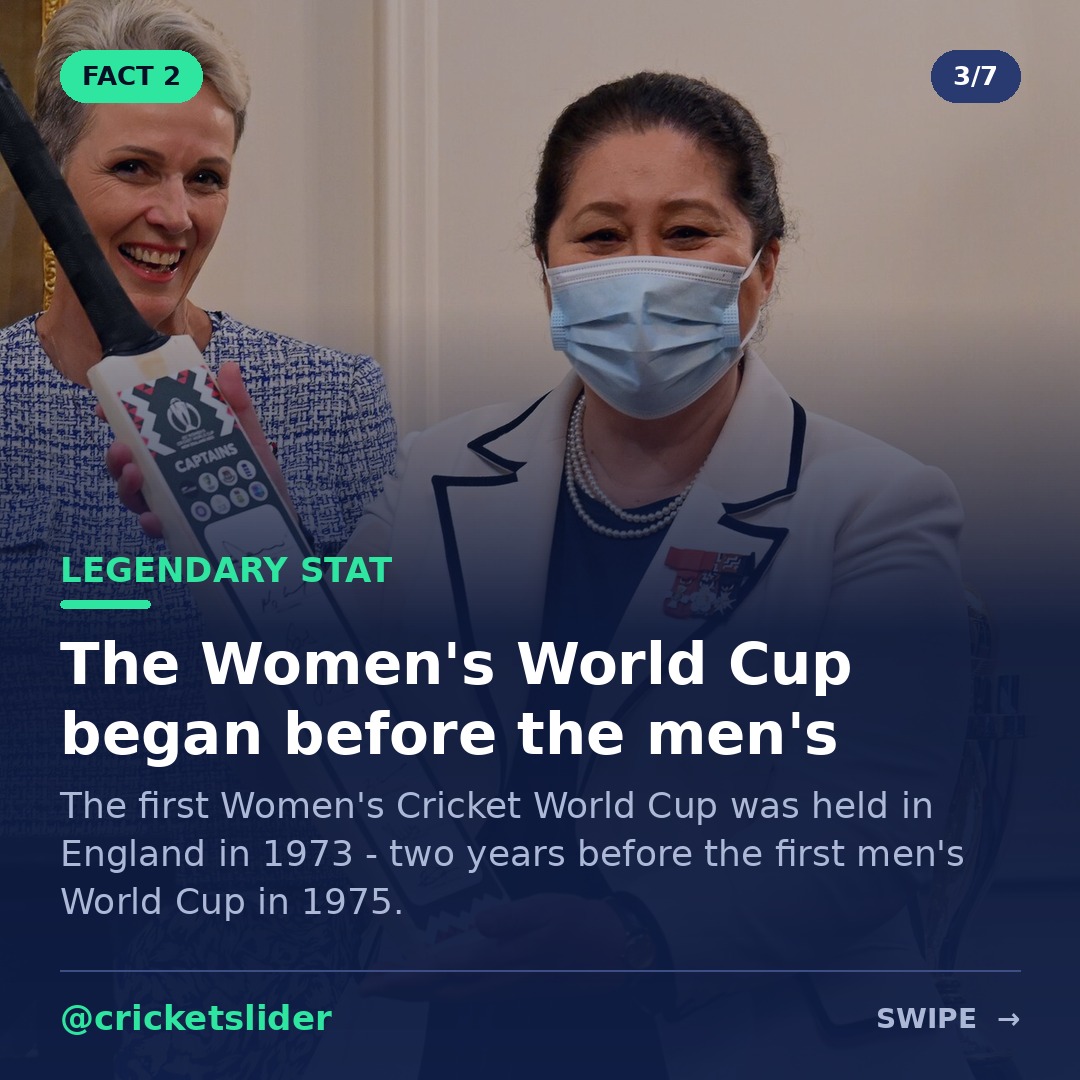 FACT 2
3/7
CAPTAINS
LEGENDARY STAT
The Women's World Cup
began before the men's
The first Women's Cricket World Cup was held in
England in 1973 - two years before the first men's
World Cup in 1975.
@cricketslider
SWIPE →